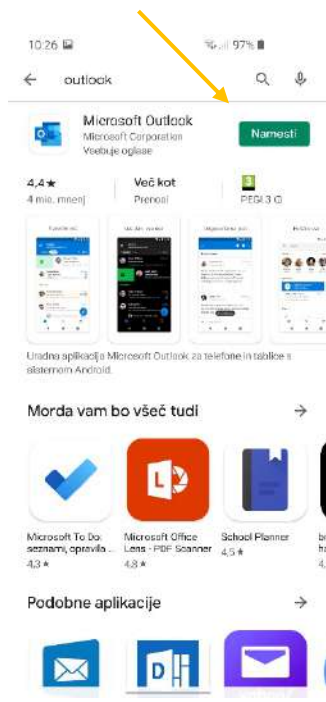 10:26 97%
outlook
Microsoft Outlook
Microsoft Corporation
Vsebuje oglase
Namesti
4,4★
4 mio. mnenj
Več kot
Prenosi
3
PEGI 3
Uradna aplikacija Microsoft Outlook za telefone in tablice s
sistemom Android.
Morda vam bo všeč tudi
Microsoft To Do:
seznami, opravila ...
4,3★
Microsoft Office
Lens - PDF Scanner
4,8★
School Planner
4,5★
Podobne aplikacije